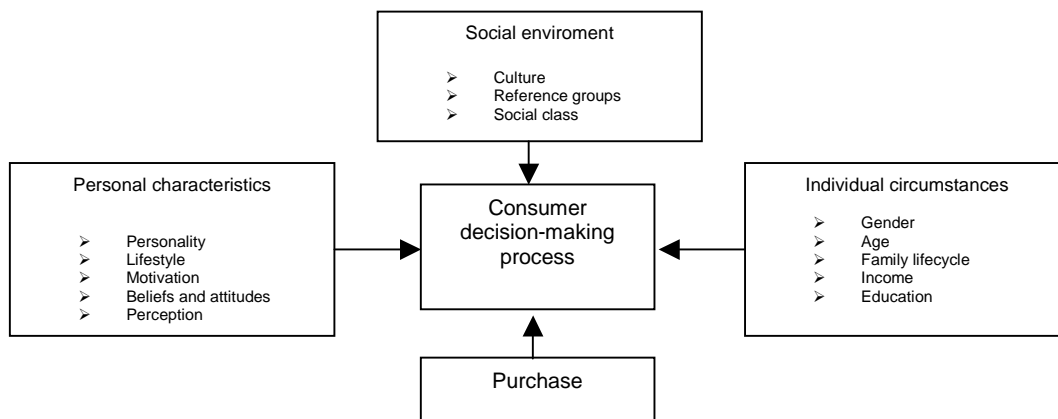 Social enviroment
Culture
Reference groups
Social class
Personal characteristics
Personality
Lifestyle
Motivation
Beliefs and attitudes
Perception
Consumer
decision-making
process
Individual circumstances
Gender
Age
Family lifecycle
Income
Education
Purchase